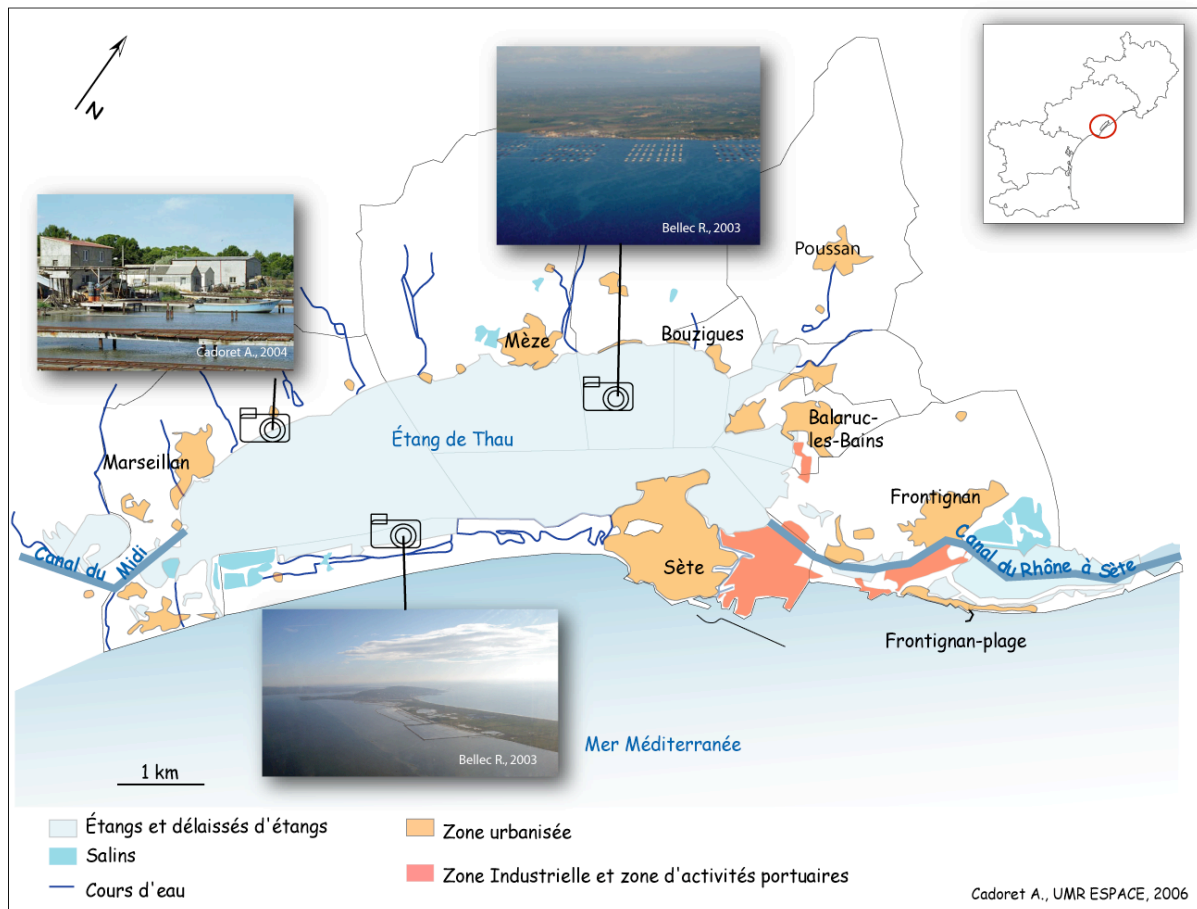 N
Bellec R., 2003
Cadoret A., 2004
Poussan
Mèze
Bouzigues
Balaruc-
les-Bains
Étang de Thau
Marseillan
Frontignan
Canal du Midi
Sète
Canal du Rhône à Sète
Frontignan-plage
Bellec R., 2003
Mer Méditerranée
1 km
Étangs et délaissés d'étangs
Salins
Cours d'eau
Zone urbanisée
Zone Industrielle et zone d'activités portuaires
Cadoret A., UMR ESPACE, 2006